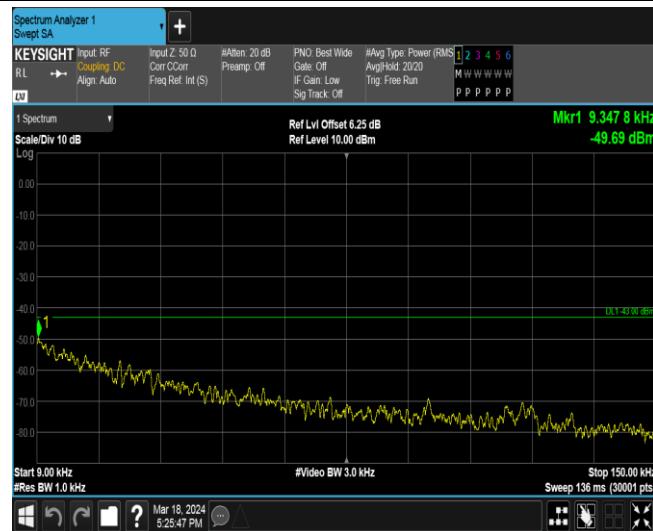 Spectrum Analyzer 1
Swept SA
+
KEYSIGHT Input: RF Input Z: 50 Ω #Atten: 20 dB PNO: Best Wide #Avg Type: Power (RMS 1 2 3 4 5 6
RL Coupling: DC Corr CCorr Preamp: Off Gate: Off Avg|Hold: 20/20 M W W W W W
Align: Auto Freq Ref: Int (S) IF Gain: Low Trig: Free Run
Sig Track: Off P P P P P P
LXI
1 Spectrum Ref Lvl Offset 6.25 dB Mkr1 9.347 8 kHz
Scale/Div 10 dB Ref Level 10.00 dBm -49.69 dBm
Log
0.00
-10.0
-20.0
-30.0
-40.0 DL1 -43.00 dBm
1
-50.0
-60.0
-70.0
-80.0
Start 9.00 kHz #Video BW 3.0 kHz Stop 150.00 kHz
#Res BW 1.0 kHz Sweep 136 ms (30001 pts
? Mar 18, 2024
5:25:47 PM